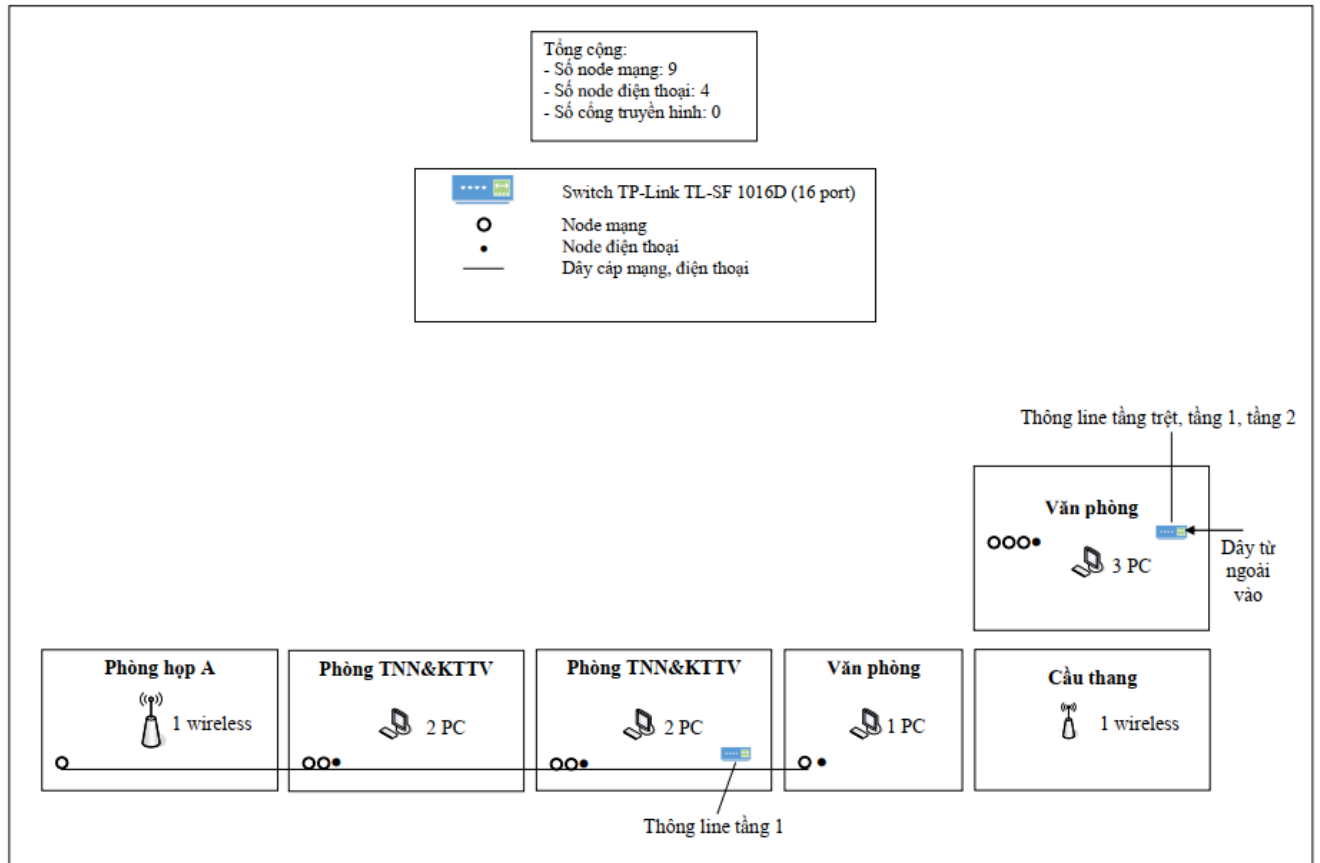 Tổng cộng:
- Số node mạng: 9
- Số node điện thoại: 4
- Số cổng truyền hình: 0
Switch TP-Link TL-SF 1016D (16 port)
Node mạng
Node điện thoại
Dây cáp mạng, điện thoại
Thông line tầng trệt, tầng 1, tầng 2
Văn phòng
3 PC
Dây từ
ngoài
vào
Phòng họp A
1 wireless
Phòng TNN&KTTV
2 PC
Phòng TNN&KTTV
2 PC
Văn phòng
1 PC
Cầu thang
1 wireless
Thông line tầng 1